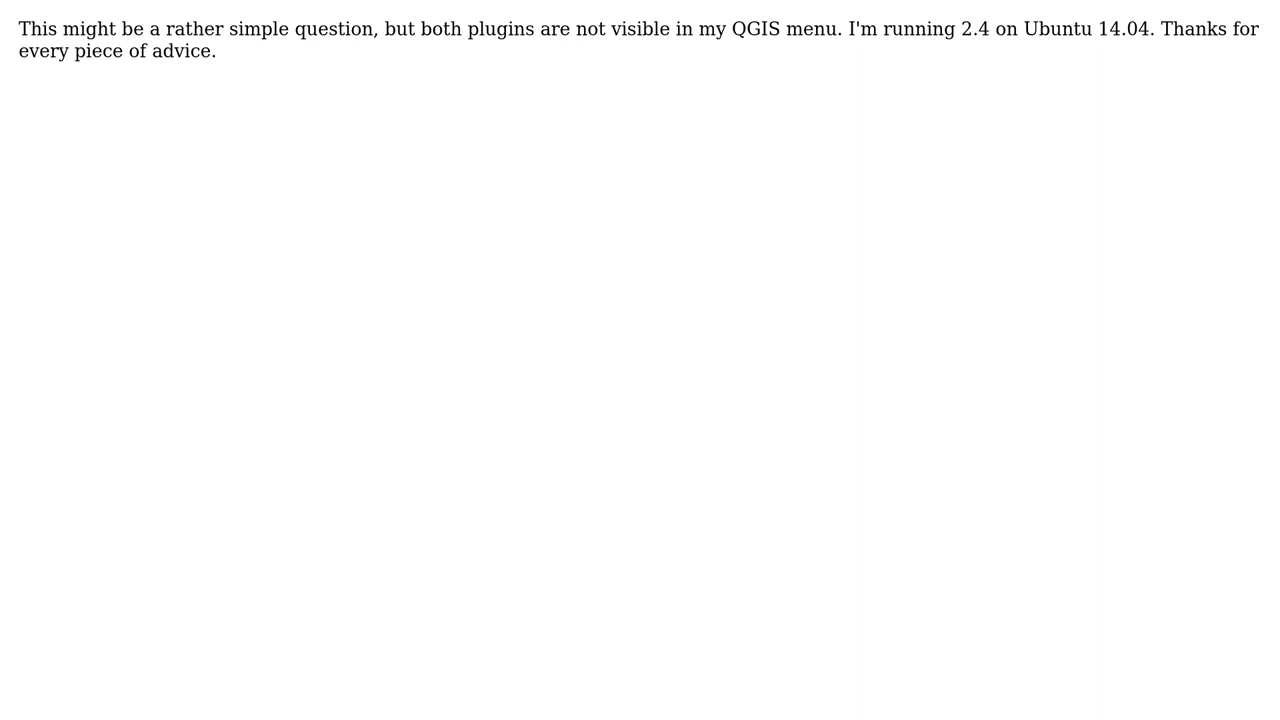 This might be a rather simple question, but both plugins are not visible in my QGIS menu. I'm running 2.4 on Ubuntu 14.04. Thanks for
every piece of advice.